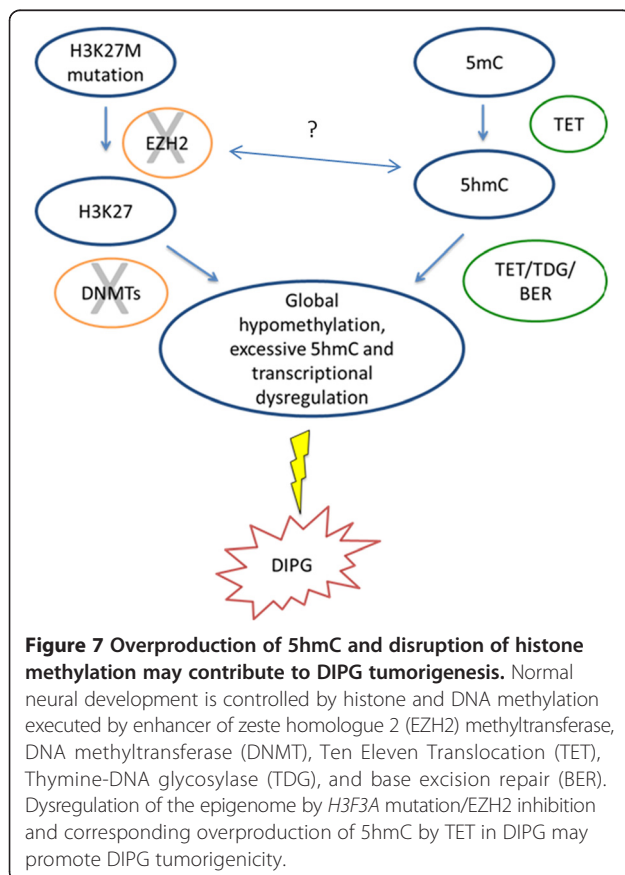 H3K27M
mutation
5mC
EZH2
?
TET
H3K27
5hmC
DNMTs
TET/TDG/
BER
Global
hypomethylation,
excessive 5hmC and
transcriptional
dysregulation
DIPG
Figure 7 Overproduction of 5hmC and disruption of histone
methylation may contribute to DIPG tumorigenesis. Normal
neural development is controlled by histone and DNA methylation
executed by enhancer of zeste homologue 2 (EZH2) methyltransferase,
DNA methyltransferase (DNMT), Ten Eleven Translocation (TET),
Thymine-DNA glycosylase (TDG), and base excision repair (BER).
Dysregulation of the epigenome by H3F3A mutation/EZH2 inhibition
and corresponding overproduction of 5hmC by TET in DIPG may
promote DIPG tumorigenicity.